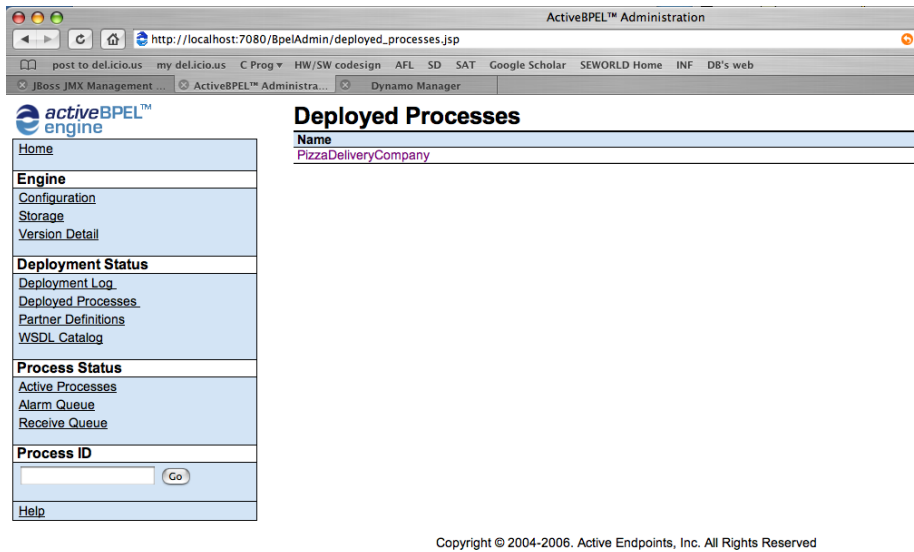 ActiveBPEL™ Administration
http://localhost:7080/BpelAdmin/deployed_processes.jsp
post to del.icio.us my del.icio.us C Prog HW/SW codesign AFL SD SAT Google Scholar SEWORLD Home INF DB's web
JBoss JMX Management ... ActiveBPEL™ Administra... Dynamo Manager
activeBPEL™
engine
Deployed Processes
Name
PizzaDeliveryCompany
Home
Engine
Configuration
Storage
Version Detail
Deployment Status
Deployment Log
Deployed Processes
Partner Definitions
WSDL Catalog
Process Status
Active Processes
Alarm Queue
Receive Queue
Process ID
Go
Help
Copyright © 2004-2006. Active Endpoints, Inc. All Rights Reserved